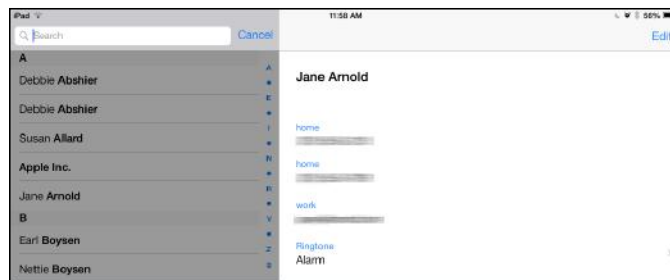 iPad
11:58 AM
56%
Search
Cancel
Edit
A
Debbie Abshier
Debbie Abshier
Susan Allard
Apple Inc.
Jane Arnold
B
Earl Boysen
Nettie Boysen
A
E
I
N
R
V
Z
Jane Arnold
home
home
work
Ringtone
Alarm